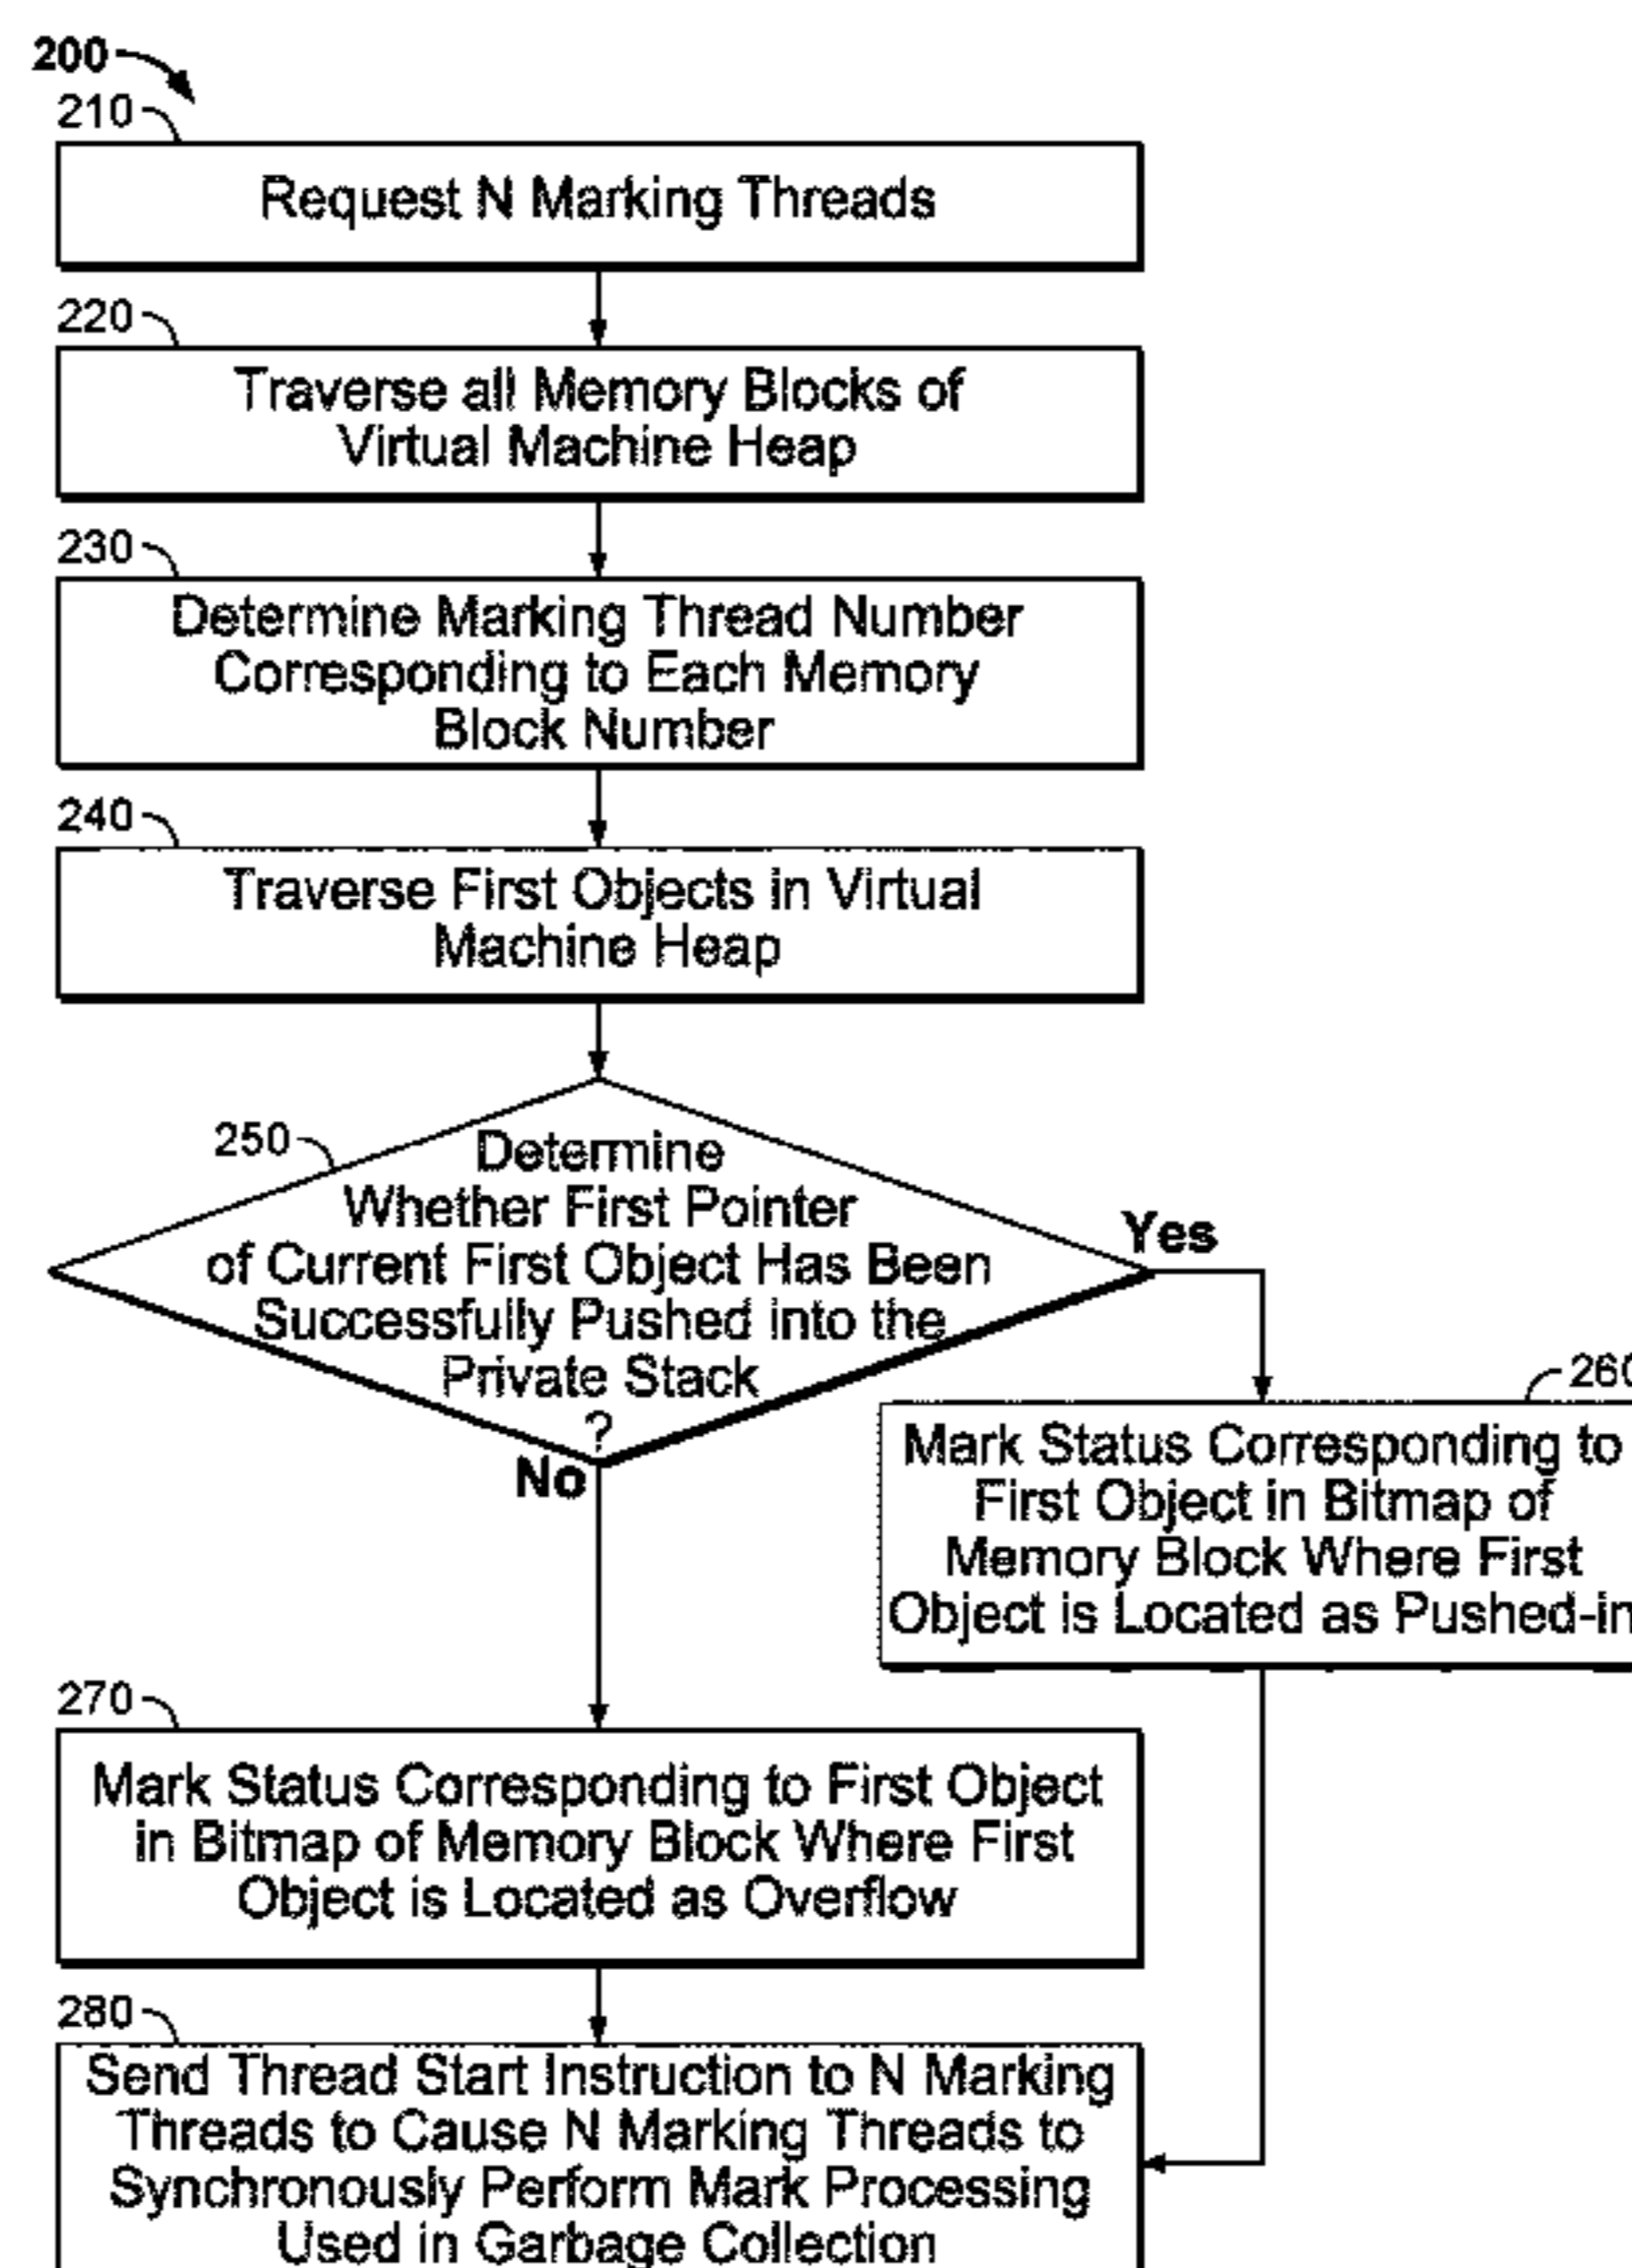 200
210
Request N Marking Threads
220
Traverse all Memory Blocks of
Virtual Machine Heap
230
Determine Marking Thread Number
Corresponding to Each Memory
Block Number
240
Traverse First Objects in Virtual
Machine Heap
250
Determine
Whether First Pointer
of Current First Object Has Been
Successfully Pushed into the
Private Stack
?
Yes
No
260
Mark Status Corresponding to
First Object in Bitmap of
Memory Block Where First
Object is Located as Pushed-in
270
Mark Status Corresponding to First Object
in Bitmap of Memory Block Where First
Object is Located as Overflow
280
Send Thread Start Instruction to N Marking
Threads to Cause N Marking Threads to
Synchronously Perform Mark Processing
Used in Garbage Collection